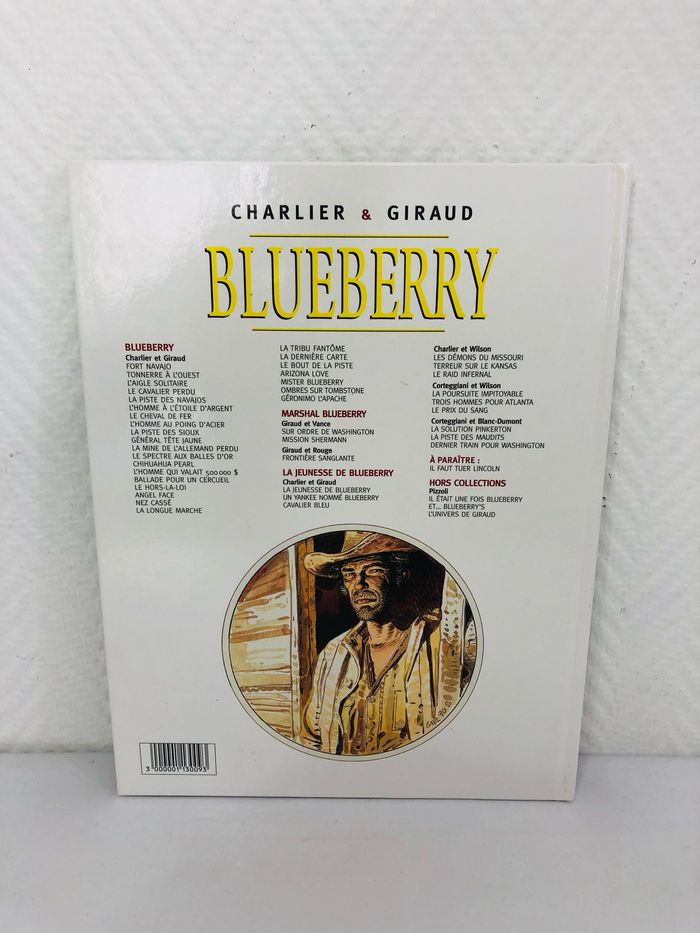 CHARLIER & GIRAUD
BLUEBERRY
BLUEBERRY
Charlier et Giraud
FORT NAVAJO
TONNERRE À L'OUEST
L'AIGLE SOLITAIRE
LE CAVALIER PERDU
LA PISTE DES NAVAJOS
L'HOMME À L'ÉTOILE D'ARGENT
LE CHEVAL DE FER
L'HOMME AU POING D'ACIER
LA PISTE DES SIOUX
GÉNÉRAL TÊTE JAUNE
LA MINE DE L'ALLEMAND PERDU
LE SPECTRE AUX BALLES D'OR
CHIHUAHUA PEARL
L'HOMME QUI VALAIT 500 000 $
BALLADE POUR UN CERCUEIL
LE HORS-LA-LOI
ANGEL FACE
NEZ CASSÉ
LA LONGUE MARCHE
LA TRIBU FANTÔME
LA DERNIÈRE CARTE
LE BOUT DE LA PISTE
ARIZONA LOVE
MISTER BLUEBERRY
OMBRES SUR TOMBSTONE
GÉRONIMO L'APACHE
MARSHAL BLUEBERRY
Giraud et Vance
SUR ORDRE DE WASHINGTON
MISSION SHERMANN
Giraud et Rouge
FRONTIÈRE SANGLANTE
LA JEUNESSE DE BLUEBERRY
Charlier et Giraud
LA JEUNESSE DE BLUEBERRY
UN YANKEE NOMMÉ BLUEBERRY
CAVALIER BLEU
Charlier et Wilson
LES DÉMONS DU MISSOURI
TERREUR SUR LE KANSAS
LE RAID INFERNAL
Corteggiani et Wilson
LA POURSUITE IMPITOYABLE
TROIS HOMMES POUR ATLANTA
LE PRIX DU SANG
Corteggiani et Blanc-Dumont
LA SOLUTION PINKERTON
LA PISTE DES MAUDITS
DERNIER TRAIN POUR WASHINGTON
À PARAÎTRE :
IL FAUT TUER LINCOLN
HORS COLLECTIONS
Pizzoli
IL ÉTAIT UNE FOIS BLUEBERRY
ET... BLUEBERRY'S
L'UNIVERS DE GIRAUD
GIR 90
3 000001 130093